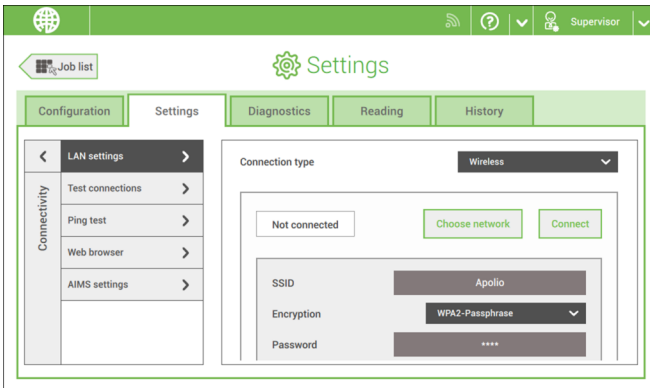 Supervisor
Job list
Settings
Configuration
Settings
Diagnostics
Reading
History
Connectivity
LAN settings
Test connections
Ping test
Web browser
AIMS settings
Connection type
Wireless
Not connected
Choose network
Connect
SSID
Apolio
Encryption
WPA2-Passphrase
Password
****